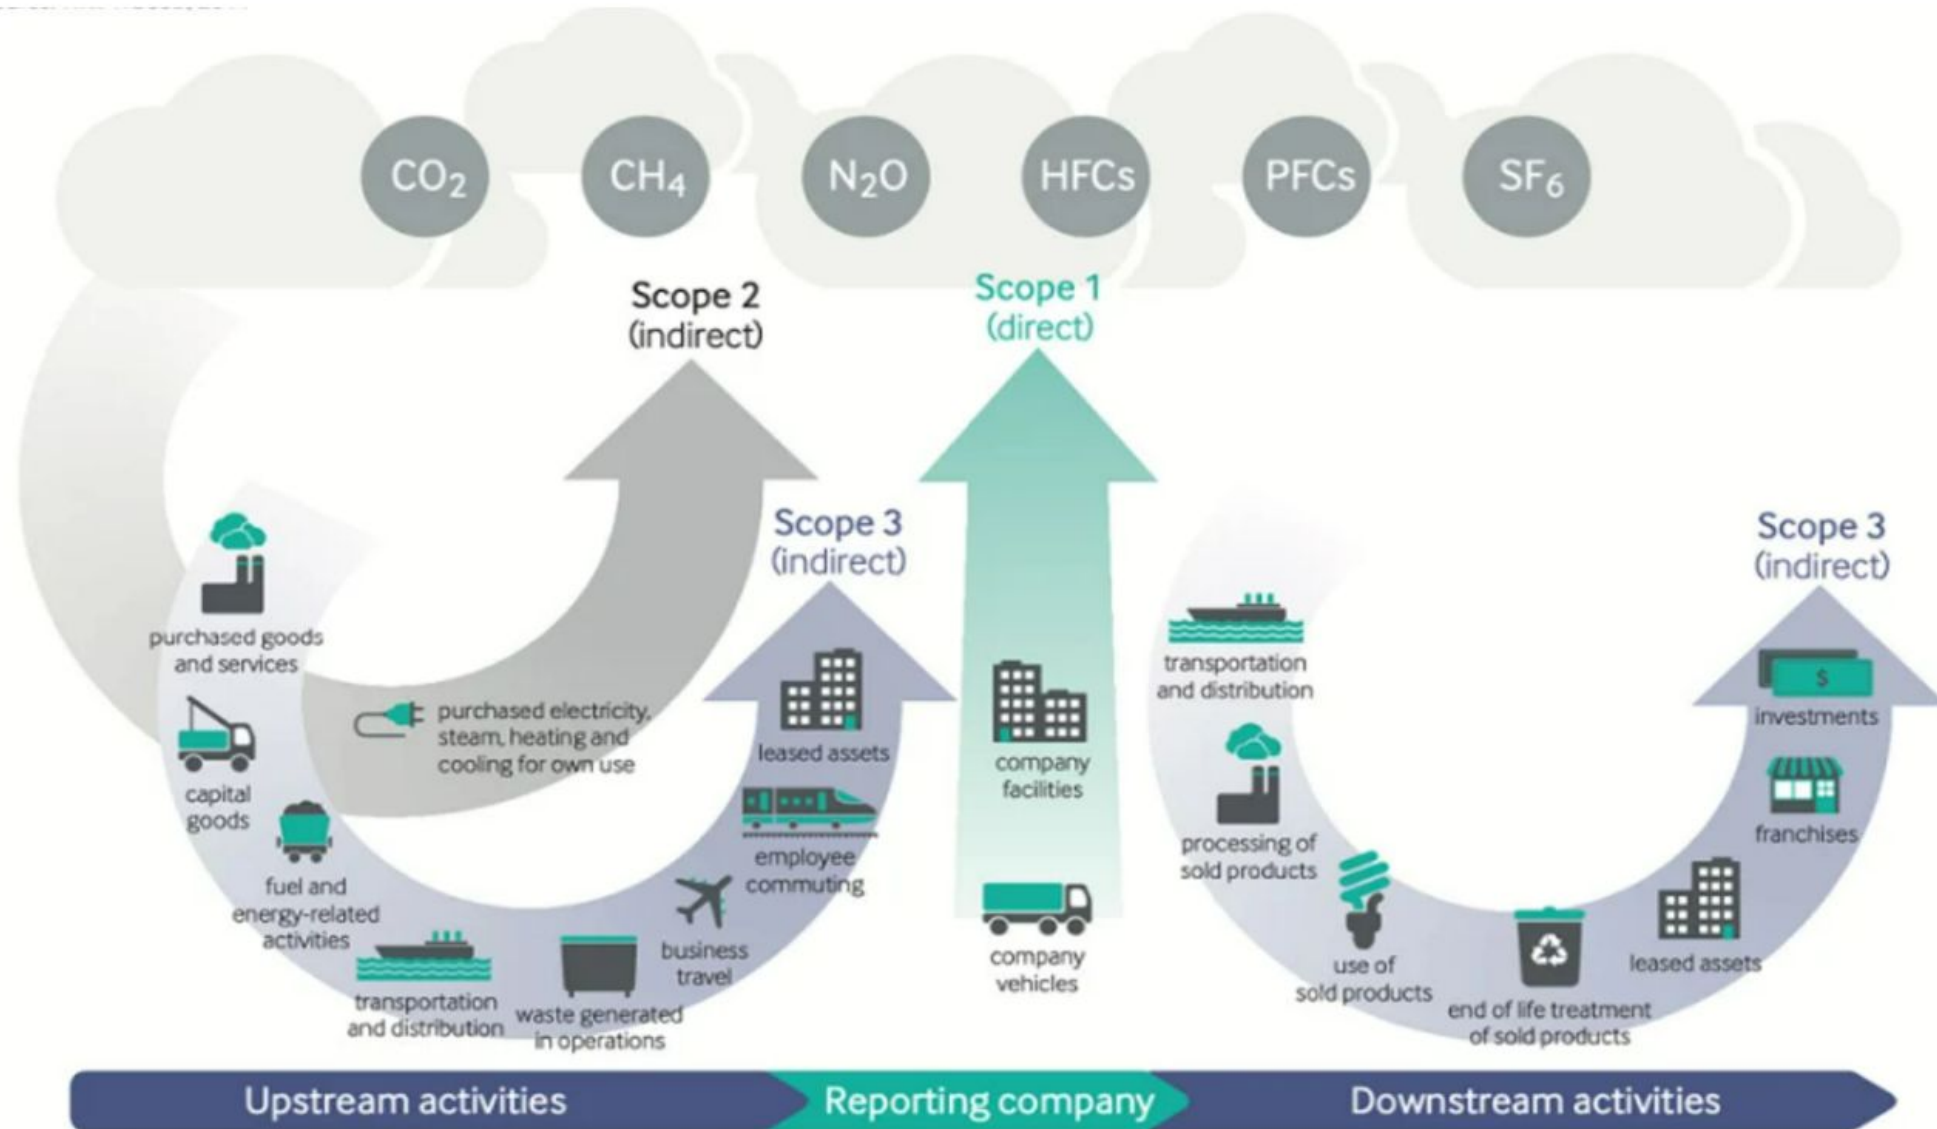 CO2
CH4
N2O
HFCs
PFCs
SF6
Scope 2
(indirect)
Scope 1
(direct)
Scope 3
(indirect)
Scope 3
(indirect)
purchased goods
and services
capital
goods
fuel and
energy-related
activities
transportation
and distribution
waste generated
in operations
business
travel
employee
commuting
leased assets
purchased electricity,
steam, heating and
cooling for own use
company
facilities
company
vehicles
transportation
and distribution
processing of
sold products
use of
sold products
end of life treatment
of sold products
leased assets
franchises
$
investments
Upstream activities
Reporting company
Downstream activities